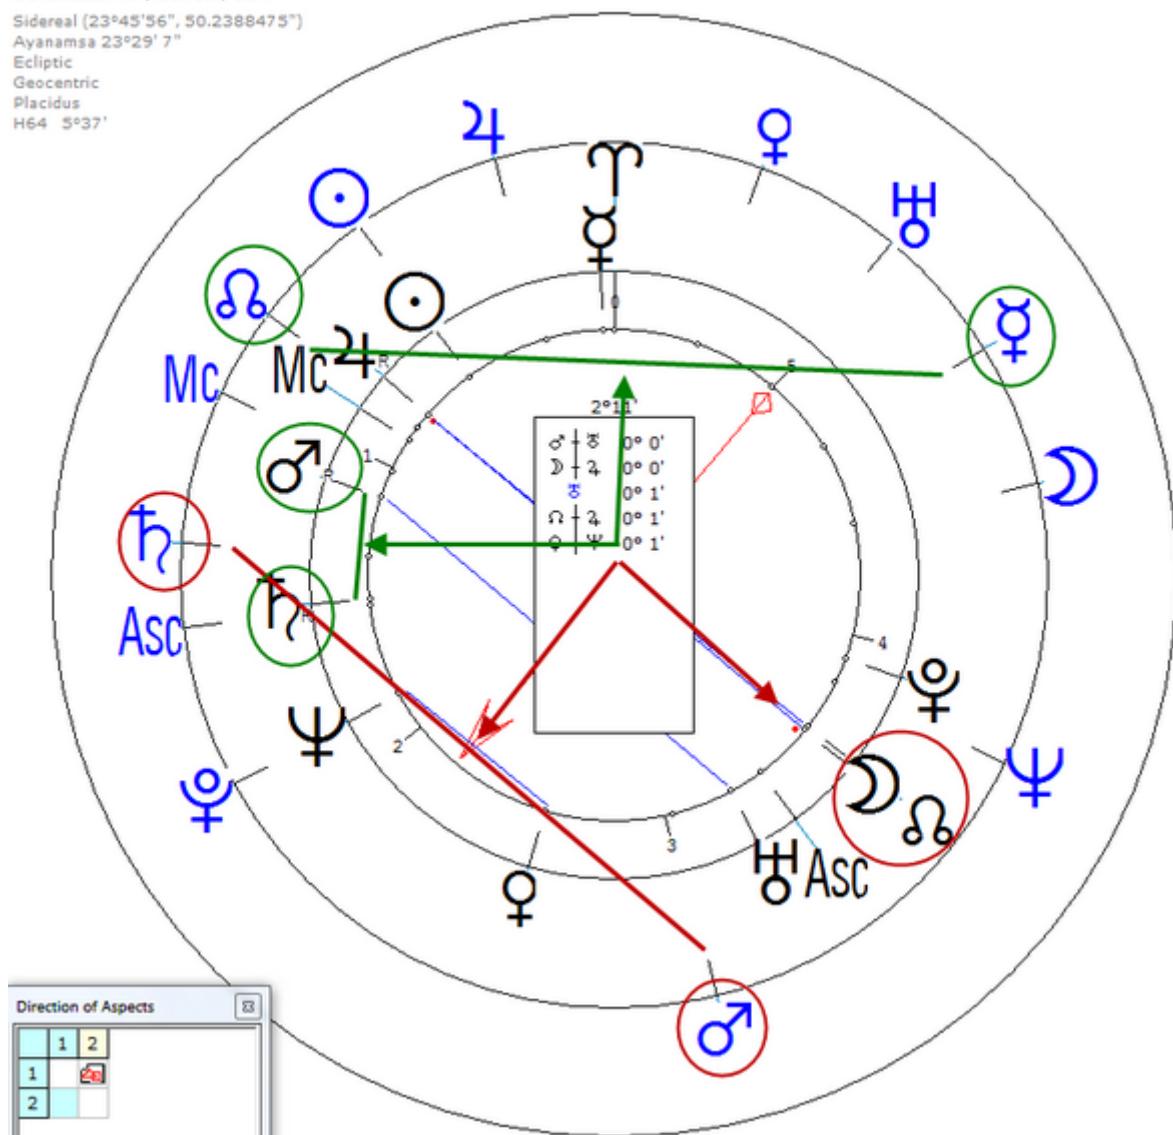 Sidereal (23°45'56", 50.2388475")
Ayanamsa 23°29' 7"
Ecliptic
Geocentric
Placidus
H64 5°37'
♃
♀
♈
☉
♅
☿
☊
☉
0
☿
Mc
Mc
♃
R
5
2°11'
♂ | 0° 0'
☽ | ♃ 0° 0'
0° 1'
☊ | ♃ 0° 1'
♀ | ♆ 0° 1'
1
♂
☽
♄
Asc
♄
R
4
♇
♆
2
☽
☊
♆
♇
3
♀
♅
Asc
♂
Direction of Aspects
1 2
1
2